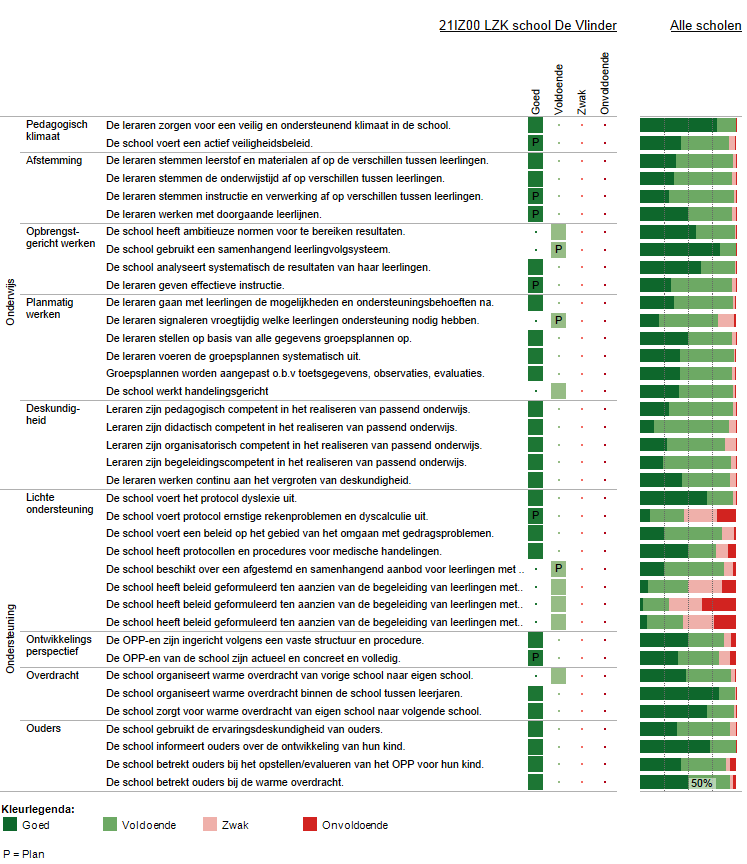 21IZ00 LZK school De Vlinder
Alle scholen
Goed
Voldoende
Zwak
Onvoldoende
Onderwijs
Pedagogisch klimaat
De leraren zorgen voor een veilig en ondersteunend klimaat in de school.
De school voert een actief veiligheidsbeleid.
P
Afstemming
De leraren stemmen leerstof en materialen af op de verschillen tussen leerlingen.
De leraren stemmen de onderwijstijd af op verschillen tussen leerlingen.
De leraren stemmen instructie en verwerking af op verschillen tussen leerlingen.
P
De leraren werken met doorgaande leerlijnen.
P
Opbrengst-
gericht werken
De school heeft ambitieuze normen voor te bereiken resultaten.
De school gebruikt een samenhangend leerlingvolgsysteem.
P
De school analyseert systematisch de resultaten van haar leerlingen.
De leraren geven effectieve instructie.
P
Planmatig
werken
De leraren gaan met leerlingen de mogelijkheden en ondersteuningsbehoeften na.
De leraren signaleren vroegtijdig welke leerlingen ondersteuning nodig hebben.
P
De leraren stellen op basis van alle gegevens groepsplannen op.
De leraren voeren de groepsplannen systematisch uit.
Groepsplannen worden aangepast o.b.v toetsgegevens, observaties, evaluaties.
De school werkt handelingsgericht
Deskundig-
heid
Leraren zijn pedagogisch competent in het realiseren van passend onderwijs.
Leraren zijn didactisch competent in het realiseren van passend onderwijs.
Leraren zijn organisatorisch competent in het realiseren van passend onderwijs.
Leraren zijn begeleidingscompetent in het realiseren van passend onderwijs.
De leraren werken continu aan het vergroten van deskundigheid.
Ondersteuning
Lichte
ondersteuning
De school voert het protocol dyslexie uit.
De school voert protocol ernstige rekenproblemen en dyscalculie uit.
P
De school voert een beleid op het gebied van het omgaan met gedragsproblemen.
De school heeft protocollen en procedures voor medische handelingen.
De school beschikt over een afgestemd en samenhangend aanbod voor leerlingen met ..
P
De school heeft beleid geformuleerd ten aanzien van de begeleiding van leerlingen met..
De school heeft beleid geformuleerd ten aanzien van de begeleiding van leerlingen met..
De school heeft beleid geformuleerd ten aanzien van de begeleiding van leerlingen met..
Ontwikkelings
perspectief
De OPP-en zijn ingericht volgens een vaste structuur en procedure.
De OPP-en van de school zijn actueel en concreet en volledig.
P
Overdracht
De school organiseert warme overdracht van vorige school naar eigen school.
De school organiseert warme overdracht binnen de school tussen leerjaren.
De school zorgt voor warme overdracht van eigen school naar volgende school.
Ouders
De school gebruikt de ervaringsdeskundigheid van ouders.
De school informeert ouders over de ontwikkeling van hun kind.
De school betrekt ouders bij het opstellen/evalueren van het OPP voor hun kind.
De school betrekt ouders bij de warme overdracht.
50%
Kleurlegenda:
Goed
Voldoende
Zwak
Onvoldoende
P = Plan